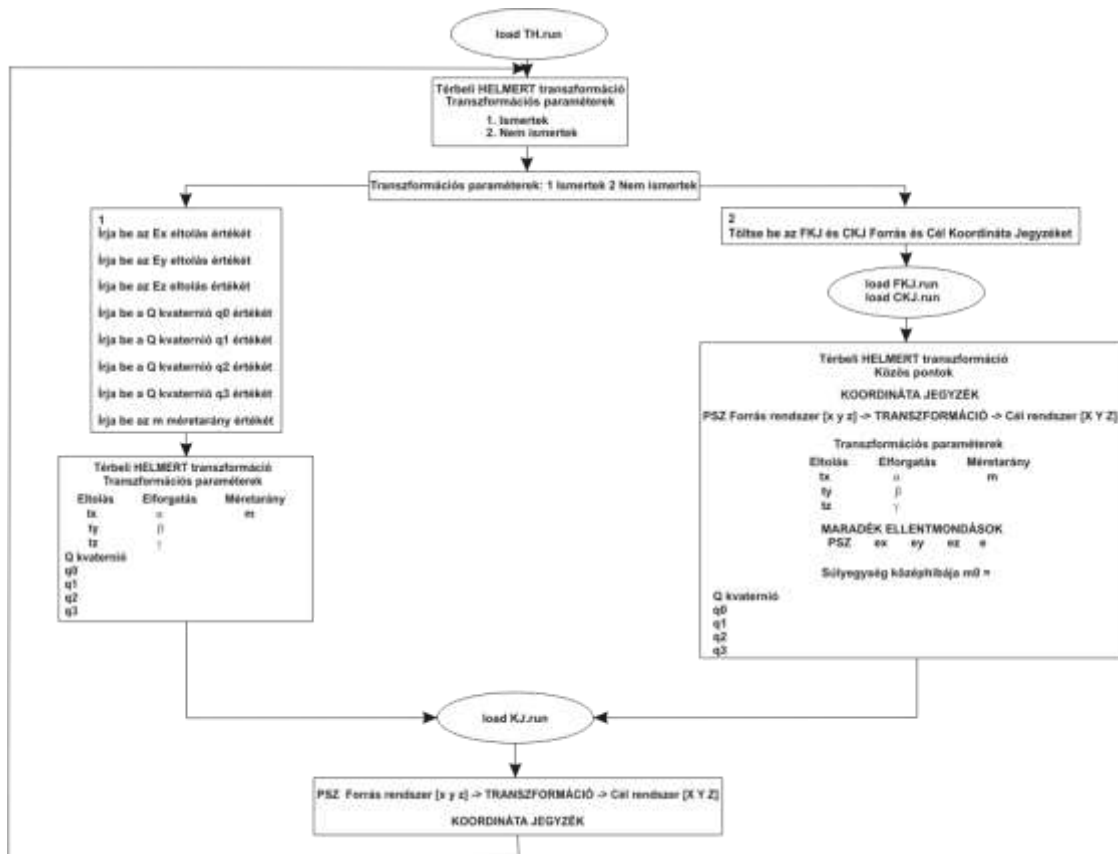 load TH.run
Térbeli HELMERT transzformáció
Transzformációs paraméterek
1. Ismertek
2. Nem ismertek
Transzformációs paraméterek: 1 Ismertek 2 Nem ismertek
1
Írja be az Ex eltolás értékét
Írja be az Ey eltolás értékét
Írja be az Ez eltolás értékét
Írja be a Q kvaternió q0 értékét
Írja be a Q kvaternió q1 értékét
Írja be a Q kvaternió q2 értékét
Írja be a Q kvaternió q3 értékét
Írja be az m méretarány értékét
Térbeli HELMERT transzformáció
Transzformációs paraméterek
Eltolás Elforgatás Méretarány
tx α m
ty β
tz γ
Q kvaternió
q0
q1
q2
q3
2
Töltse be az FKJ és CKJ Forrás és Cél Koordináta Jegyzéket
load FKJ.run
load CKJ.run
Térbeli HELMERT transzformáció
Közös pontok
KOORDINÁTA JEGYZÉK
PSZ Forrás rendszer [x y z] -> TRANSZFORMÁCIÓ -> Cél rendszer [X Y Z]
Transzformációs paraméterek
Eltolás Elforgatás Méretarány
tx α m
ty β
tz γ
MARADÉK ELLENTMONDÁSOK
PSZ ex ey ez e
Súlyegység középhibája m0 =
Q kvaternió
q0
q1
q2
q3
load KJ.run
PSZ Forrás rendszer [x y z] -> TRANSZFORMÁCIÓ -> Cél rendszer [X Y Z]
KOORDINÁTA JEGYZÉK